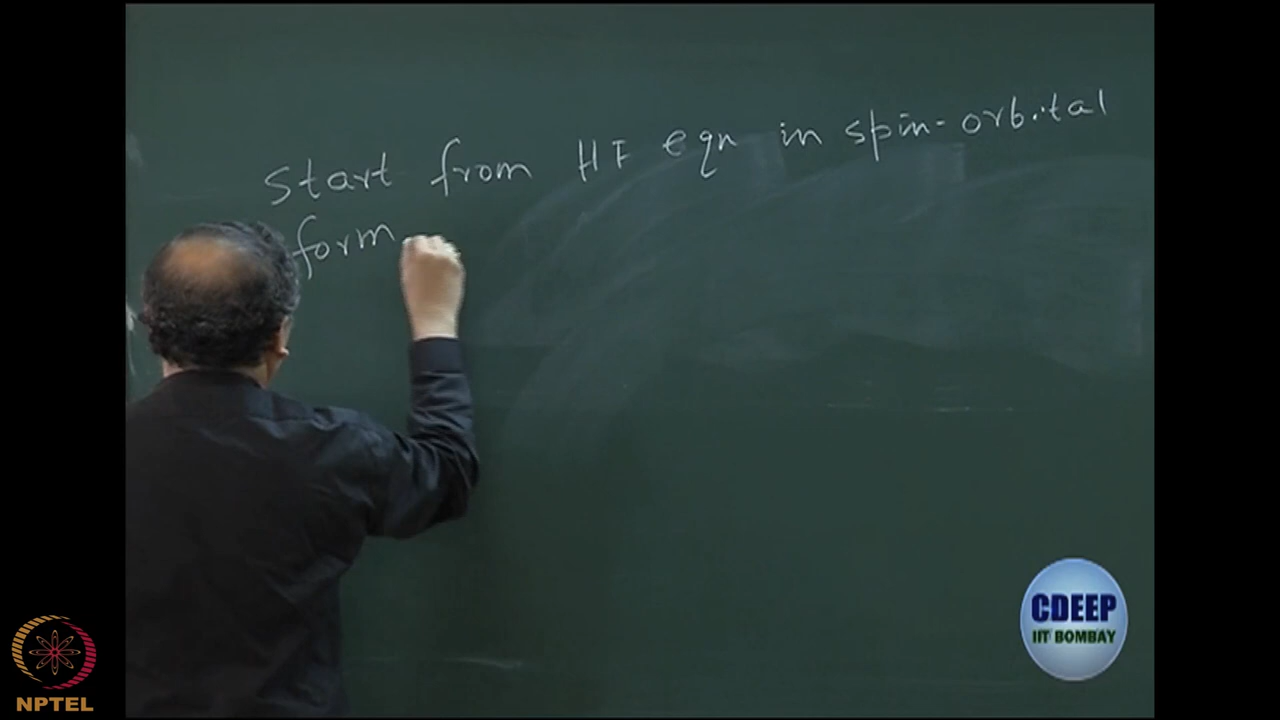 Start from HF eqn in spin-orbital
form
CDEEP
IIT BOMBAY
NPTEL